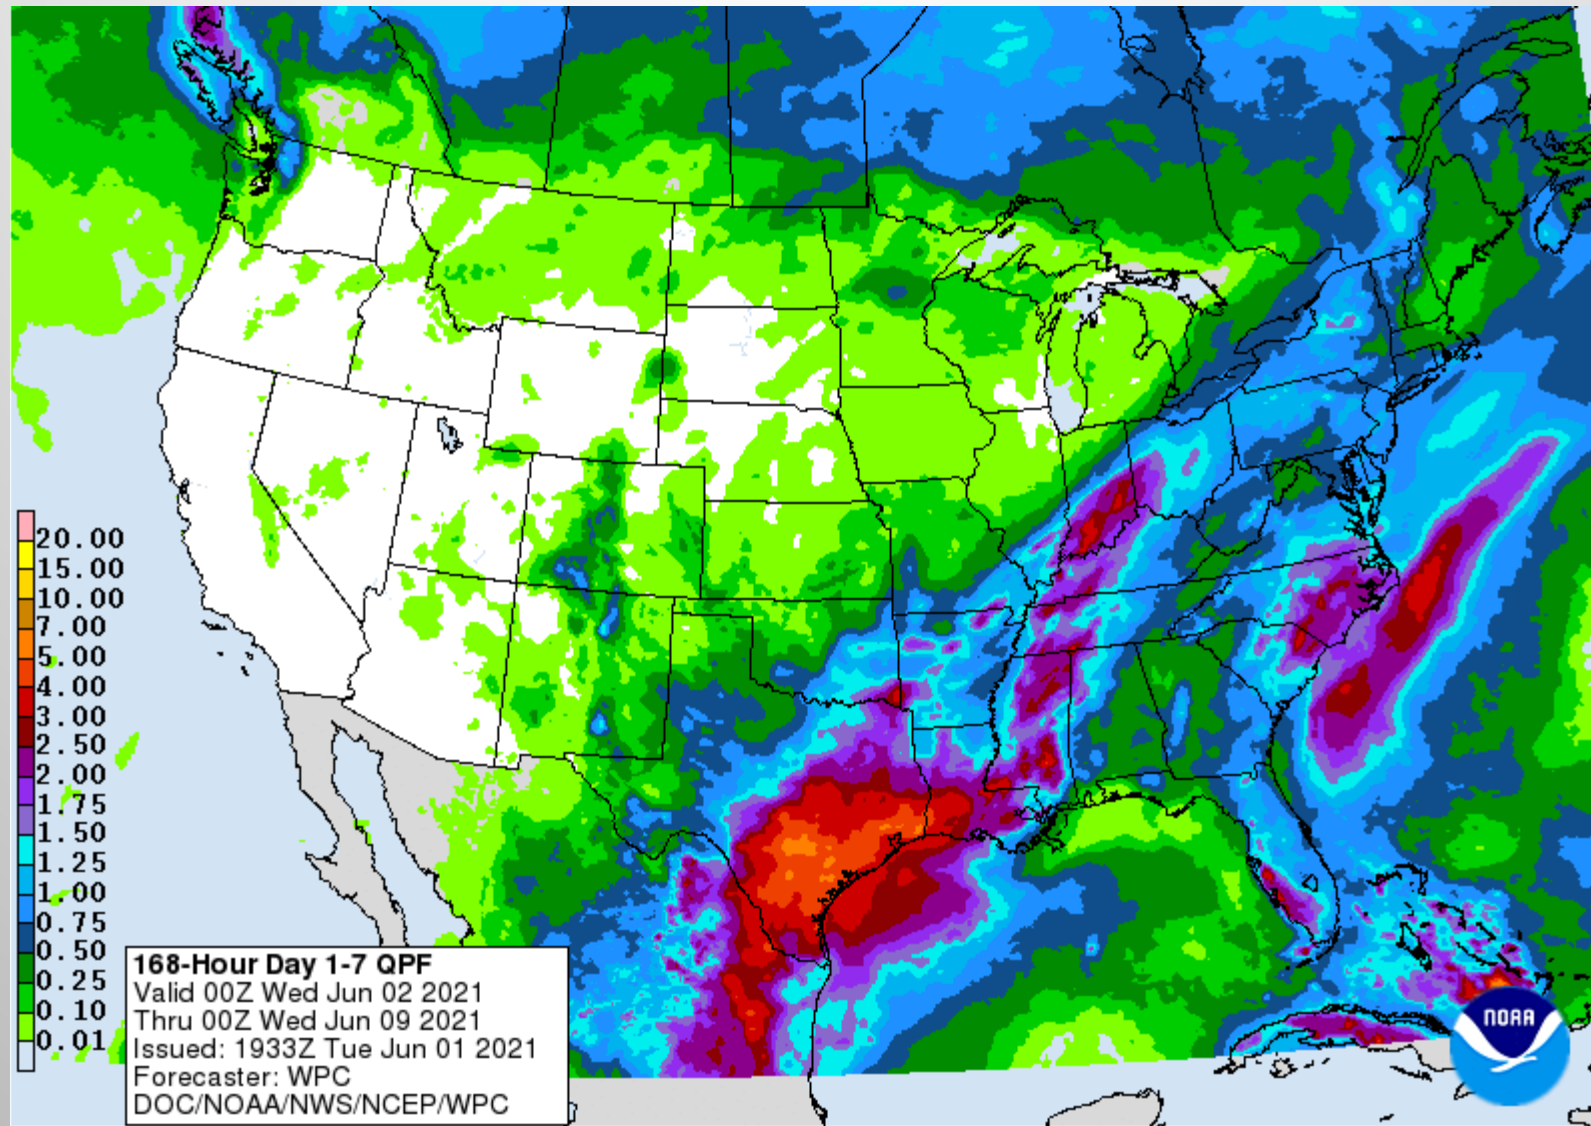 20.00
15.00
10.00
7.00
5.00
4.00
3.00
2.50
2.00
1.75
1.50
1.25
1.00
0.75
0.50
0.25
0.10
0.01
168-Hour Day 1-7 QPF
Valid 00Z Wed Jun 02 2021
Thru 00Z Wed Jun 09 2021
Issued: 1933Z Tue Jun 01 2021
Forecaster: WPC
DOC/NOAA/NWS/NCEP/WPC
NOAA